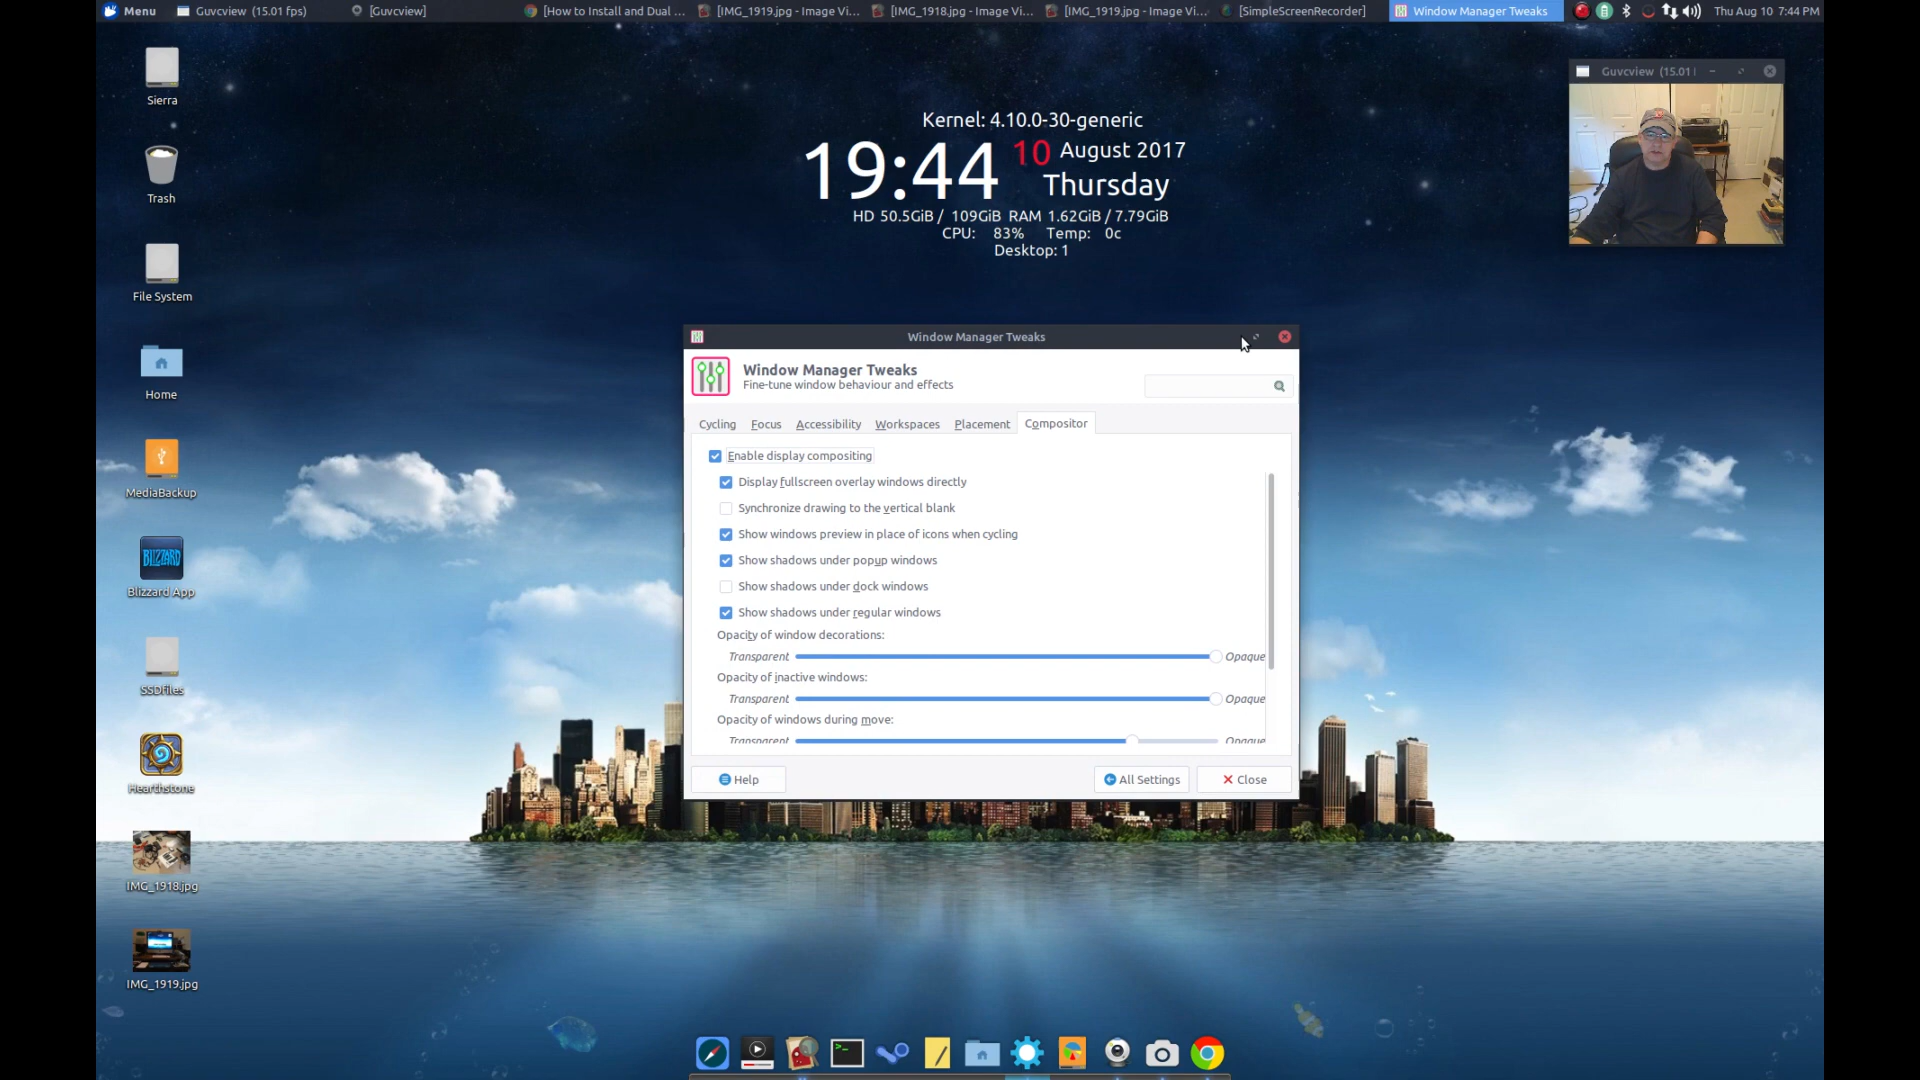 Menu
Guvcview (15.01 fps)
[Guvcview]
[How to Install and Dual ...
[IMG_1919.jpg - Image Vi...
[IMG_1918.jpg - Image Vi...
[IMG_1919.jpg - Image Vi...
[SimpleScreenRecorder]
Window Manager Tweaks
Thu Aug 10 7:44 PM
Sierra
Trash
File System
Home
MediaBackup
BLIZZARD
Blizzard App
SSDfiles
Hearthstone
IMG_1918.jpg
IMG_1919.jpg
Kernel: 4.10.0-30-generic
19:44 10 August 2017
Thursday
HD 50.5GiB / 109GiB RAM 1.62GiB / 7.79GiB
CPU: 83% Temp: 0c
Desktop: 1
Guvcview (15.01
Window Manager Tweaks
Window Manager Tweaks
Fine-tune window behaviour and effects
Cycling Focus Accessibility Workspaces Placement Compositor
Enable display compositing
Display fullscreen overlay windows directly
Synchronize drawing to the vertical blank
Show windows preview in place of icons when cycling
Show shadows under popup windows
Show shadows under dock windows
Show shadows under regular windows
Opacity of window decorations:
Transparent Opaque
Opacity of inactive windows:
Transparent Opaque
Opacity of windows during move:
Transparent Opaque
Help
All Settings
Close